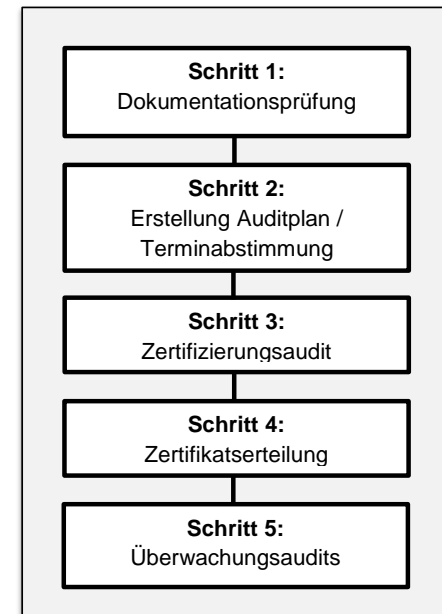 Schritt 1:
Dokumentationsprüfung
Schritt 2:
Erstellung Auditplan /
Terminabstimmung
Schritt 3:
Zertifizierungsaudit
Schritt 4:
Zertifikatserteilung
Schritt 5:
Überwachungsaudits